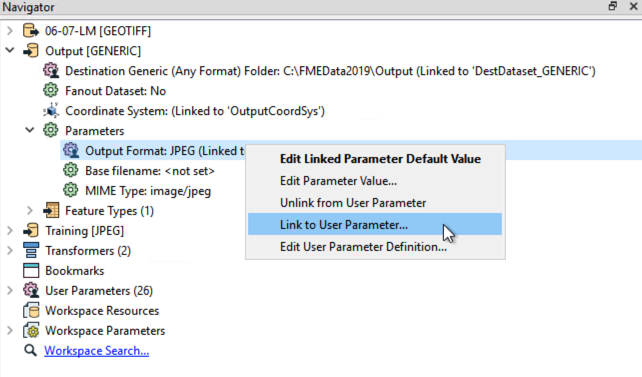 Navigator
06-07-LM [GEOTIFF]
Output [GENERIC]
Destination Generic (Any Format) Folder: C:\FMEData2019\Output (Linked to 'DestDataset_GENERIC')
Fanout Dataset: No
Coordinate System: (Linked to 'OutputCoordSys')
Parameters
Output Format: JPEG (Linked t
Base filename: <not set>
MIME Type: image/jpeg
Feature Types (1)
Training [JPEG]
Transformers (2)
Bookmarks
User Parameters (26)
Workspace Resources
Workspace Parameters
Workspace Search...
Edit Linked Parameter Default Value
Edit Parameter Value...
Unlink from User Parameter
Link to User Parameter...
Edit User Parameter Definition...